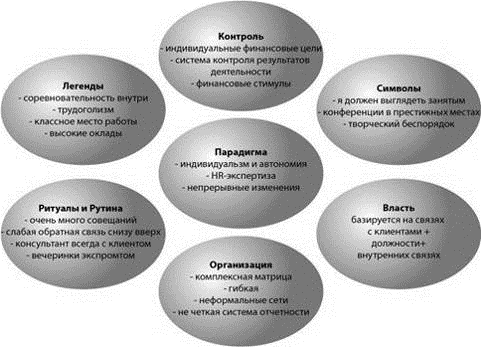 Контроль
- индивидуальные финансовые цели
- система контроля результатов
деятельности
- финансовые стимулы
Легенды
- соревновательность внутри
- трудоголизм
- классное место работы
- высокие оклады
Символы
- я должен выглядеть занятым
- конференции в престижных местах
- творческий беспорядок
Парадигма
- индивидуальзм и автономия
- HR-экспертиза
- непрерывные изменения
Ритуалы и Рутина
- очень много совещаний
- слабая обратная связь снизу вверх
- консультант всегда с клиентом
- вечеринки экспромтом
Власть
базируется на связях
с клиентами +
должности+
внутренних связях
Организация
- комплексная матрица
- гибкая
- неформальные сети
- не четкая система отчетности